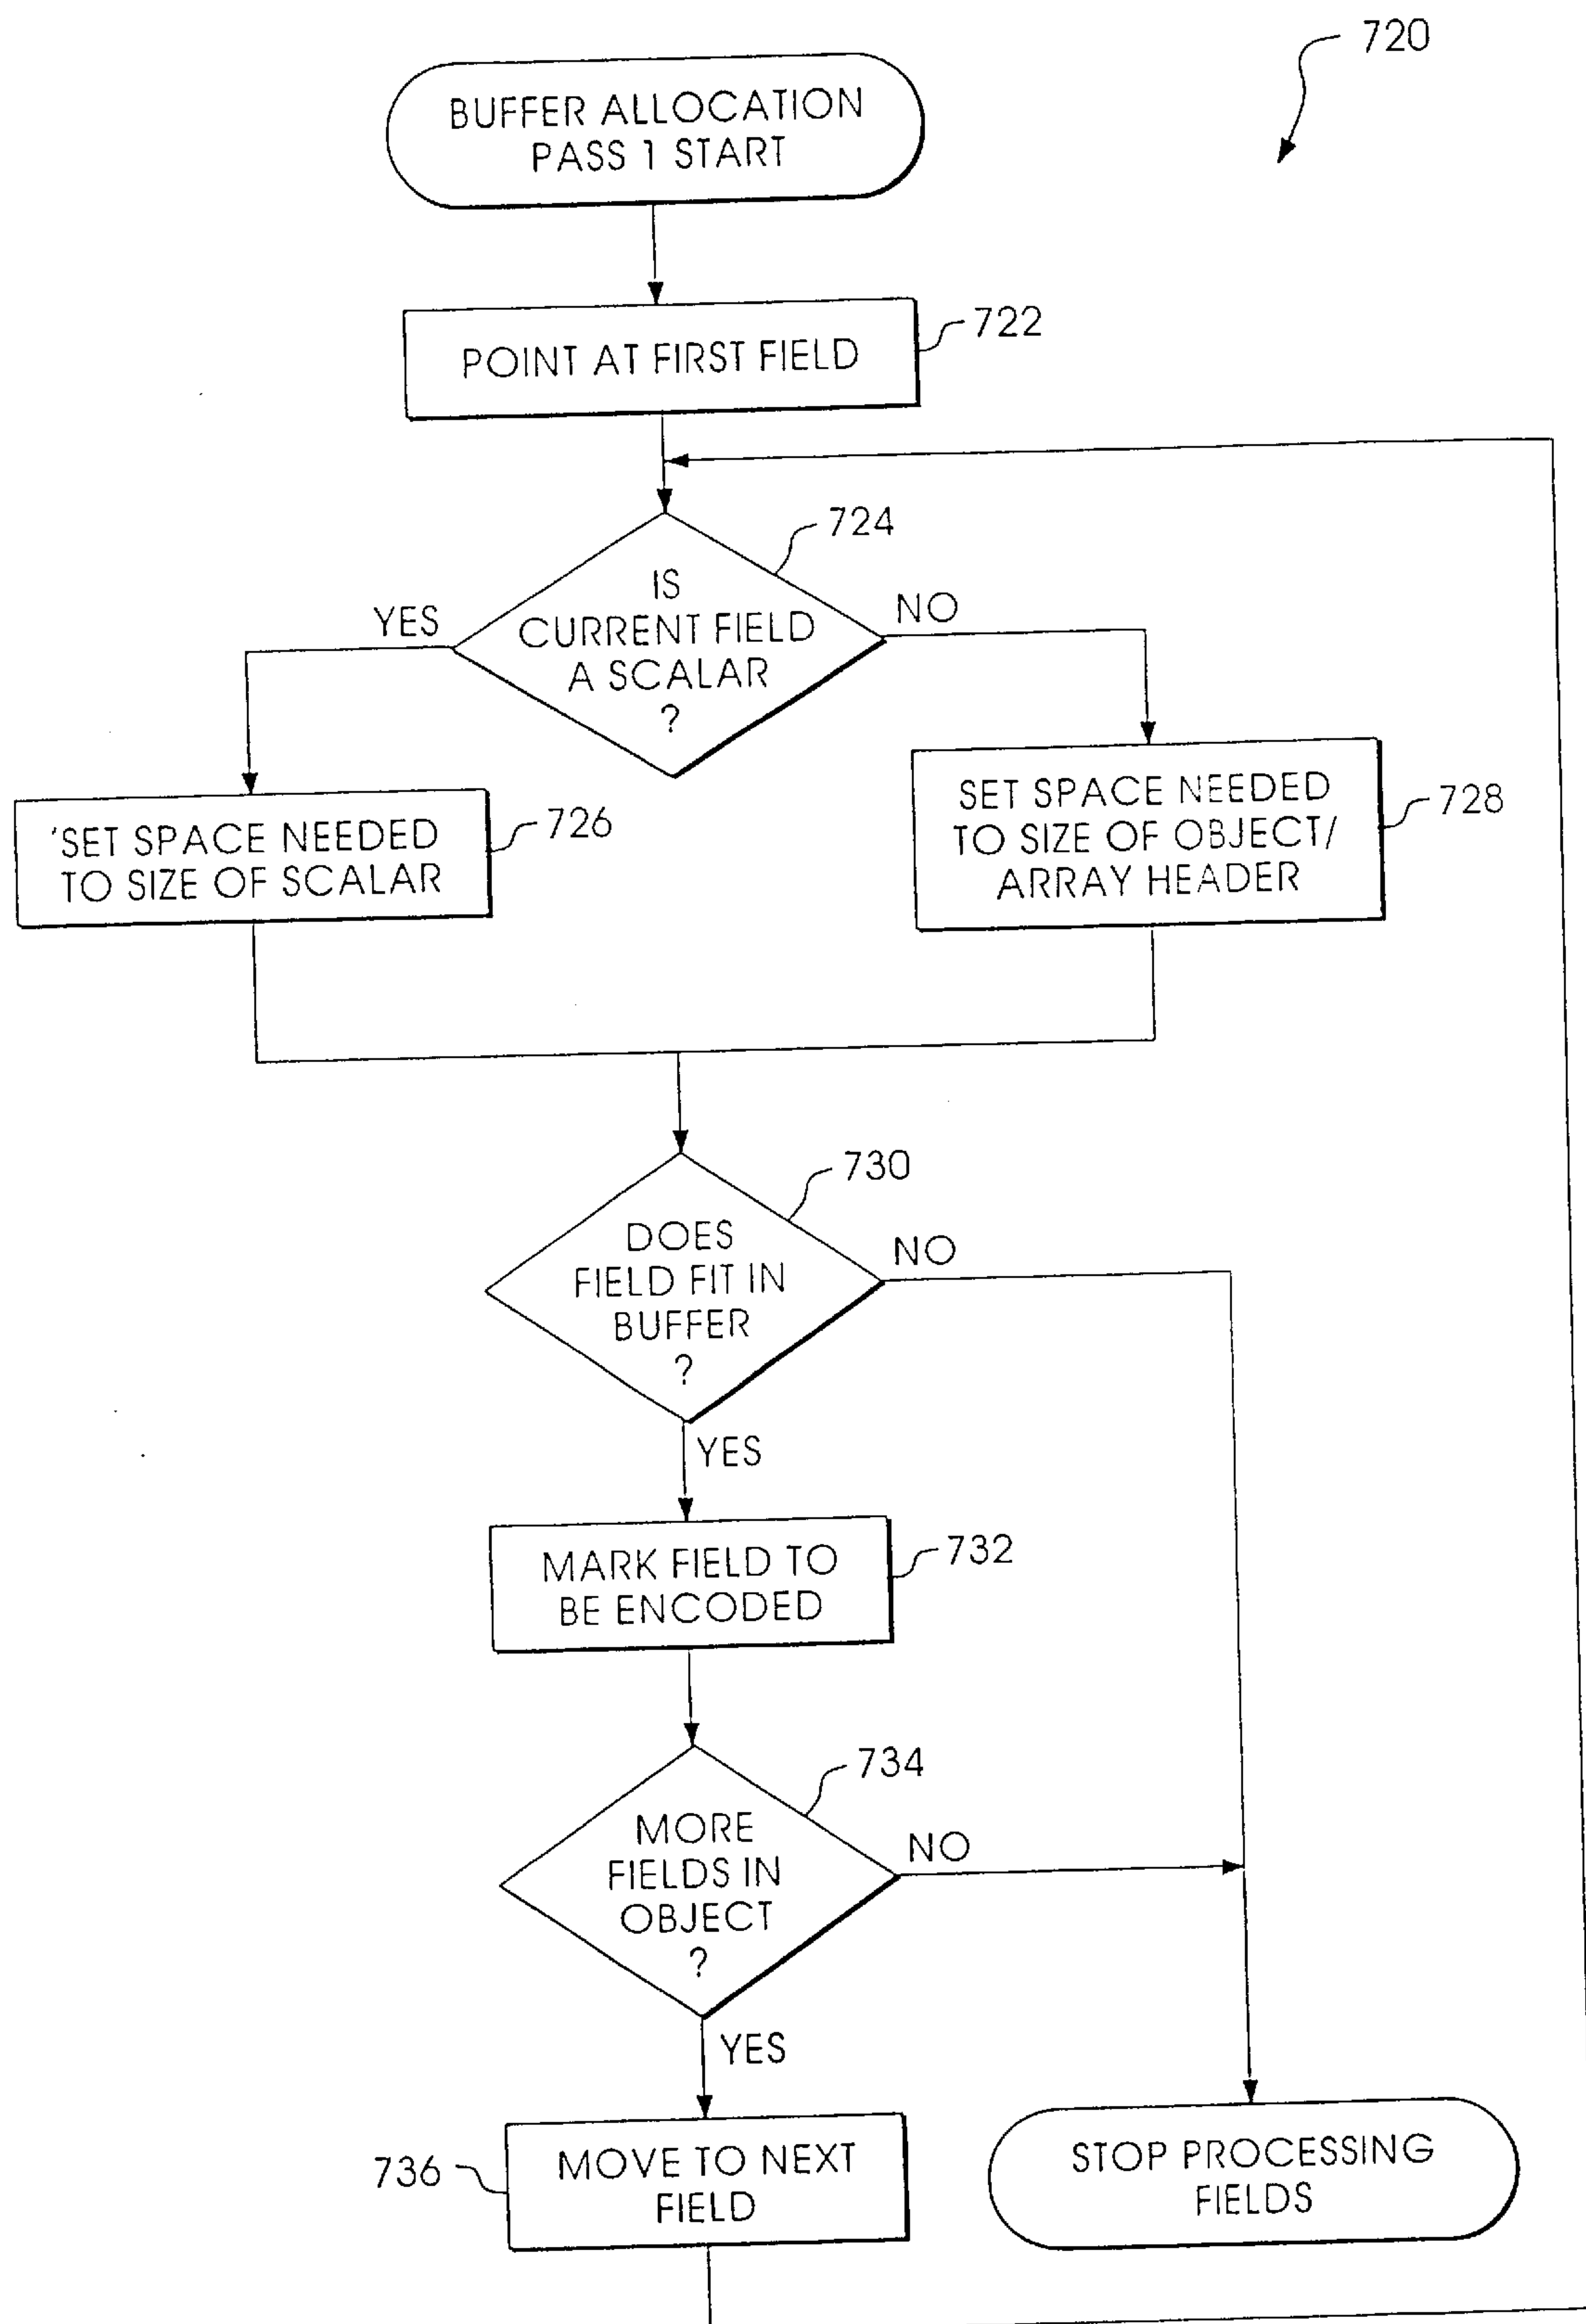 720
BUFFER ALLOCATION
PASS 1 START
POINT AT FIRST FIELD
722
724
IS
CURRENT FIELD
A SCALAR
?
YES
NO
SET SPACE NEEDED
TO SIZE OF SCALAR
726
SET SPACE NEEDED
TO SIZE OF OBJECT/
ARRAY HEADER
728
730
DOES
FIELD FIT IN
BUFFER
?
NO
YES
MARK FIELD TO
BE ENCODED
732
734
MORE
FIELDS IN
OBJECT
?
NO
YES
736
MOVE TO NEXT
FIELD
STOP PROCESSING
FIELDS